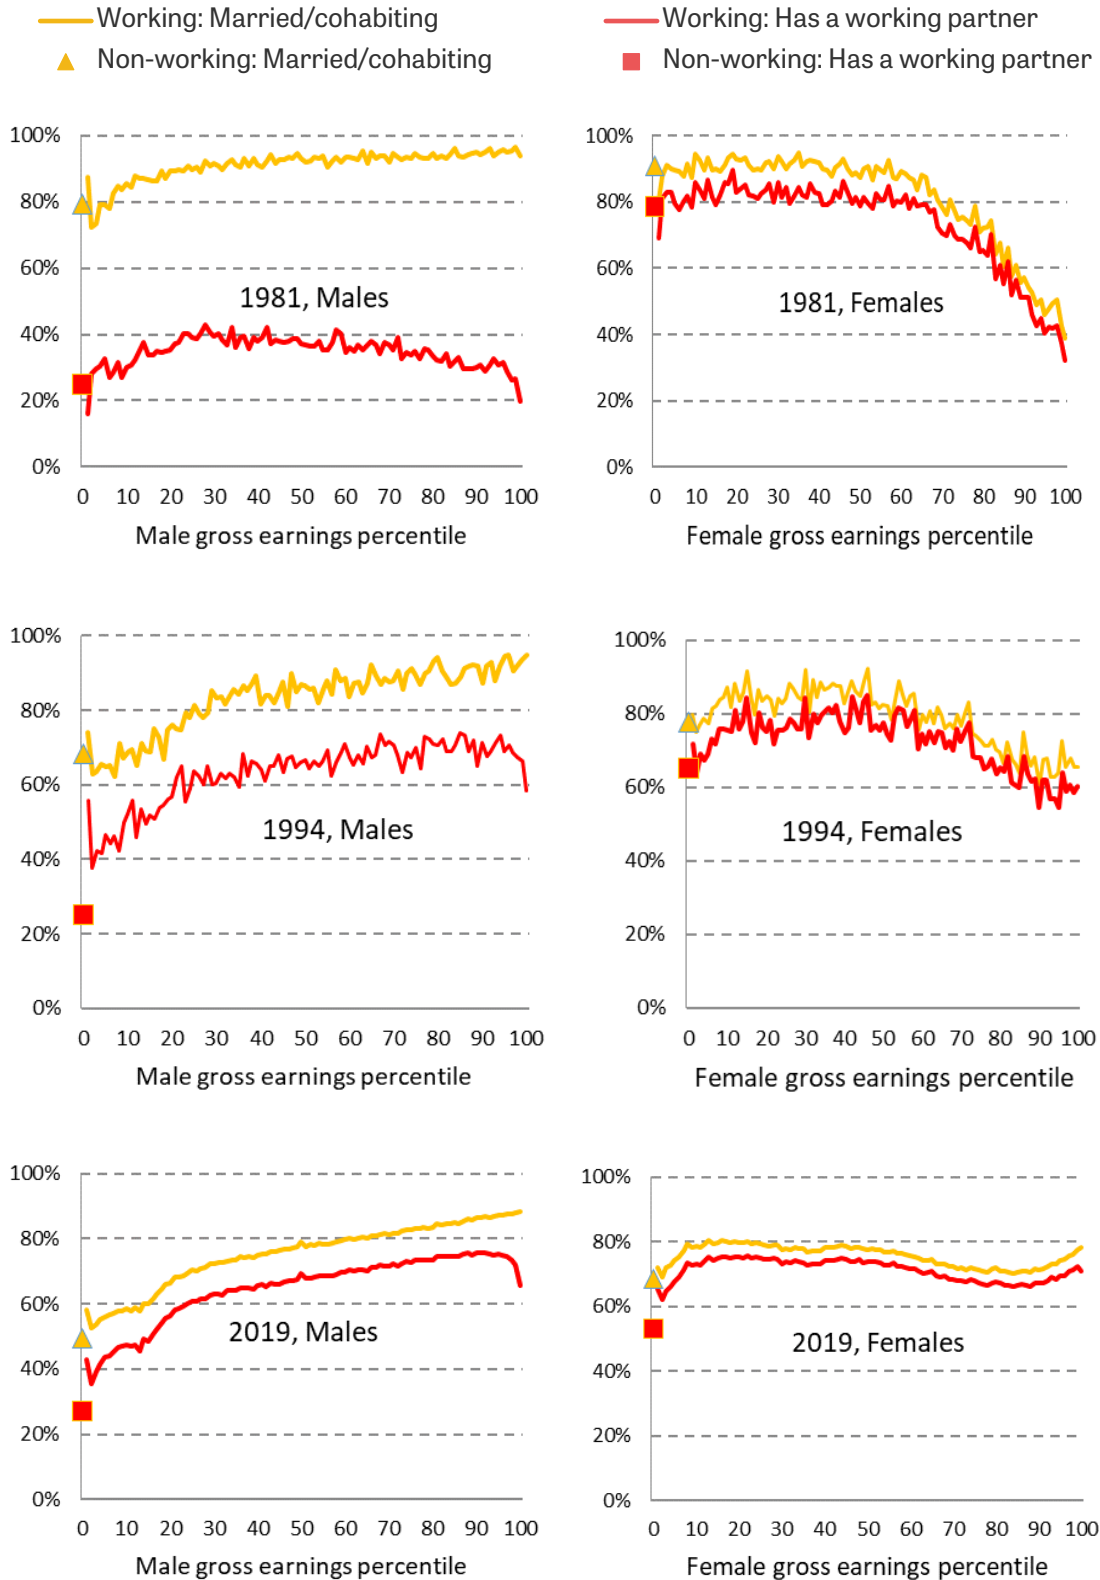 Working: Married/cohabiting
Working: Has a working partner
Non-working: Married/cohabiting
Non-working: Has a working partner
100%
80%
60%
40%
20%
0%
1981, Males
0 10 20 30 40 50 60 70 80 90 100
Male gross earnings percentile
100%
80%
60%
40%
20%
0%
1981, Females
0 10 20 30 40 50 60 70 80 90 100
Female gross earnings percentile
100%
80%
60%
40%
20%
0%
1994, Males
0 10 20 30 40 50 60 70 80 90 100
Male gross earnings percentile
100%
80%
60%
40%
20%
0%
1994, Females
0 10 20 30 40 50 60 70 80 90 100
Female gross earnings percentile
100%
80%
60%
40%
20%
0%
2019, Males
0 10 20 30 40 50 60 70 80 90 100
Male gross earnings percentile
100%
80%
60%
40%
20%
0%
2019, Females
0 10 20 30 40 50 60 70 80 90 100
Female gross earnings percentile